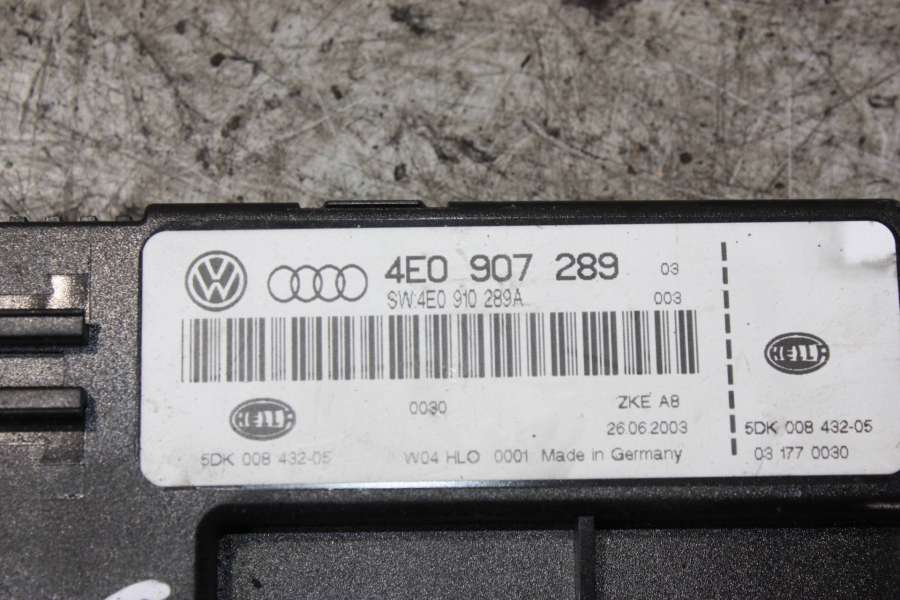 4E0 907 289 03
SW:4E0 910 289A 003
0030 ZKE A8
26.06.2003
5DK 008 432-05 W04 HLO 0001 Made in Germany
HELLA
5DK 008 432-05
03 177 0030